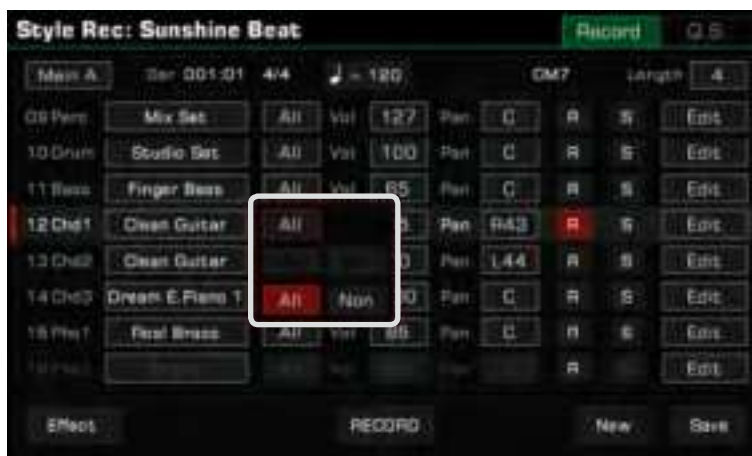 Style Rec: Sunshine Beat Record Q.S
Main A Bar 001:01 4/4 ♩ = 120 CM7 Length 4
09 Perc Mix Set All Vol 127 Pan C R S Edit
10 Drum Studio Set All Vol 100 Pan C R S Edit
11 Bass Finger Bass All Vol 85 Pan C R S Edit
12 Chd1 Clean Guitar All Pan R43 R S Edit
13 Chd2 Clean Guitar Pan L44 R S Edit
14 Chd3 Dream E.Piano 1 All Non Pan C R S Edit
15 Phs1 Real Brass All Vol Pan C R S Edit
R Edit
Effect RECORD New Save